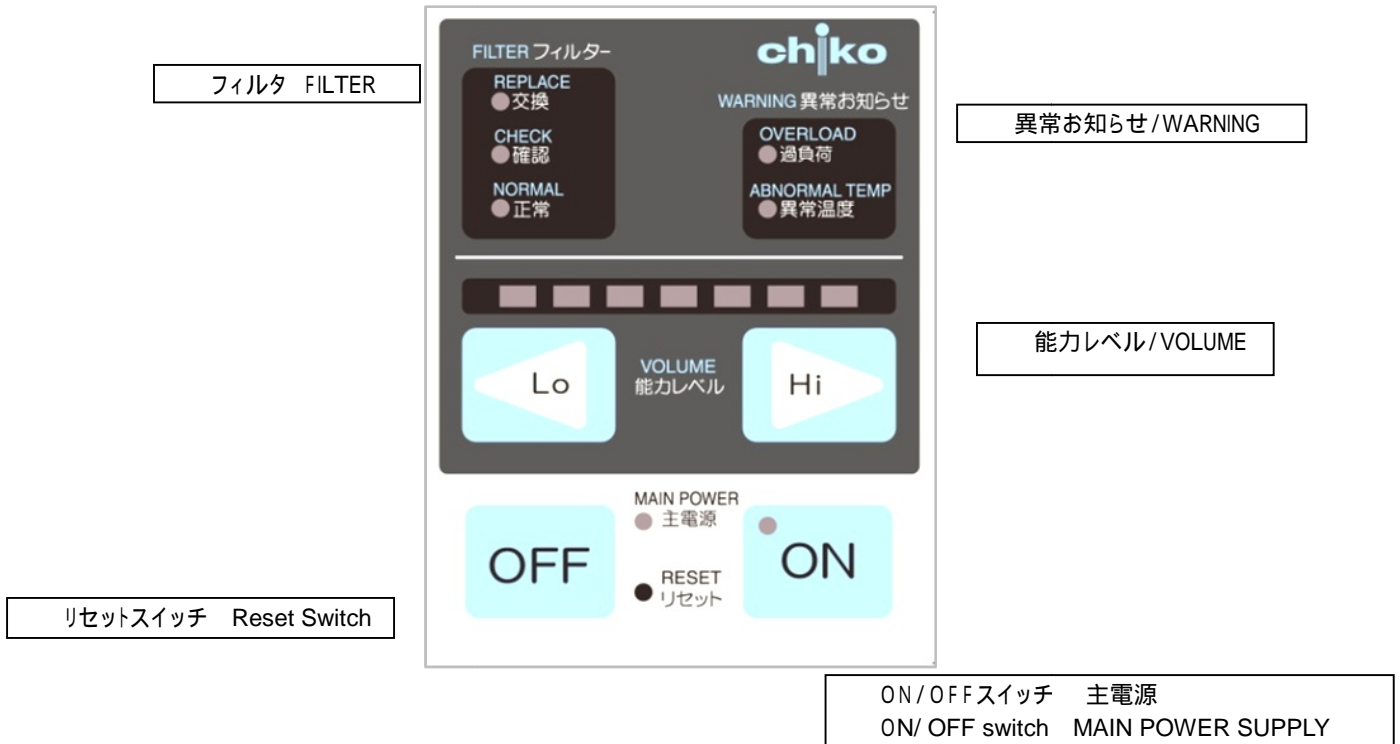 フィルタ FILTER
FILTER フィルター
REPLACE
交換
CHECK
確認
NORMAL
正常
chiko
WARNING 異常お知らせ
OVERLOAD
過負荷
ABNORMAL TEMP
異常温度
異常お知らせ/WARNING
Lo
VOLUME
能力レベル
Hi
能力レベル/VOLUME
OFF
MAIN POWER
主電源
RESET
リセット
ON
リセットスイッチ Reset Switch
ON/OFFスイッチ 主電源
ON/ OFF switch MAIN POWER SUPPLY